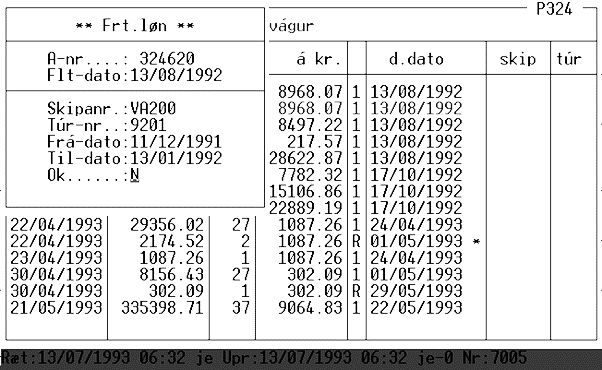 P324
** Frt.løn **
vágur
A-nr....: 324620
Flt-dato:13/08/1992
á kr. d.dato skip túr
Skipanr.:VA200
Túr-nr..:9201
Frá-dato:11/12/1991
Til-dato:13/01/1992
Ok......:N
8968.07 1 13/08/1992
8968.07 1 13/08/1992
8497.22 1 13/08/1992
217.57 1 13/08/1992
28622.87 1 13/08/1992
7782.32 1 17/10/1992
15106.86 1 17/10/1992
22889.19 1 17/10/1992
22/04/1993 29356.02 27 1087.26 1 24/04/1993
22/04/1993 2174.52 2 1087.26 R 01/05/1993 *
23/04/1993 1087.26 1 1087.26 1 24/04/1993
30/04/1993 8156.43 27 302.09 1 01/05/1993
30/04/1993 302.09 1 302.09 R 29/05/1993
21/05/1993 335398.71 37 9064.83 1 22/05/1993
Ræt:13/07/1993 06:32 je Upr:13/07/1993 06:32 je-0 Nr:7005